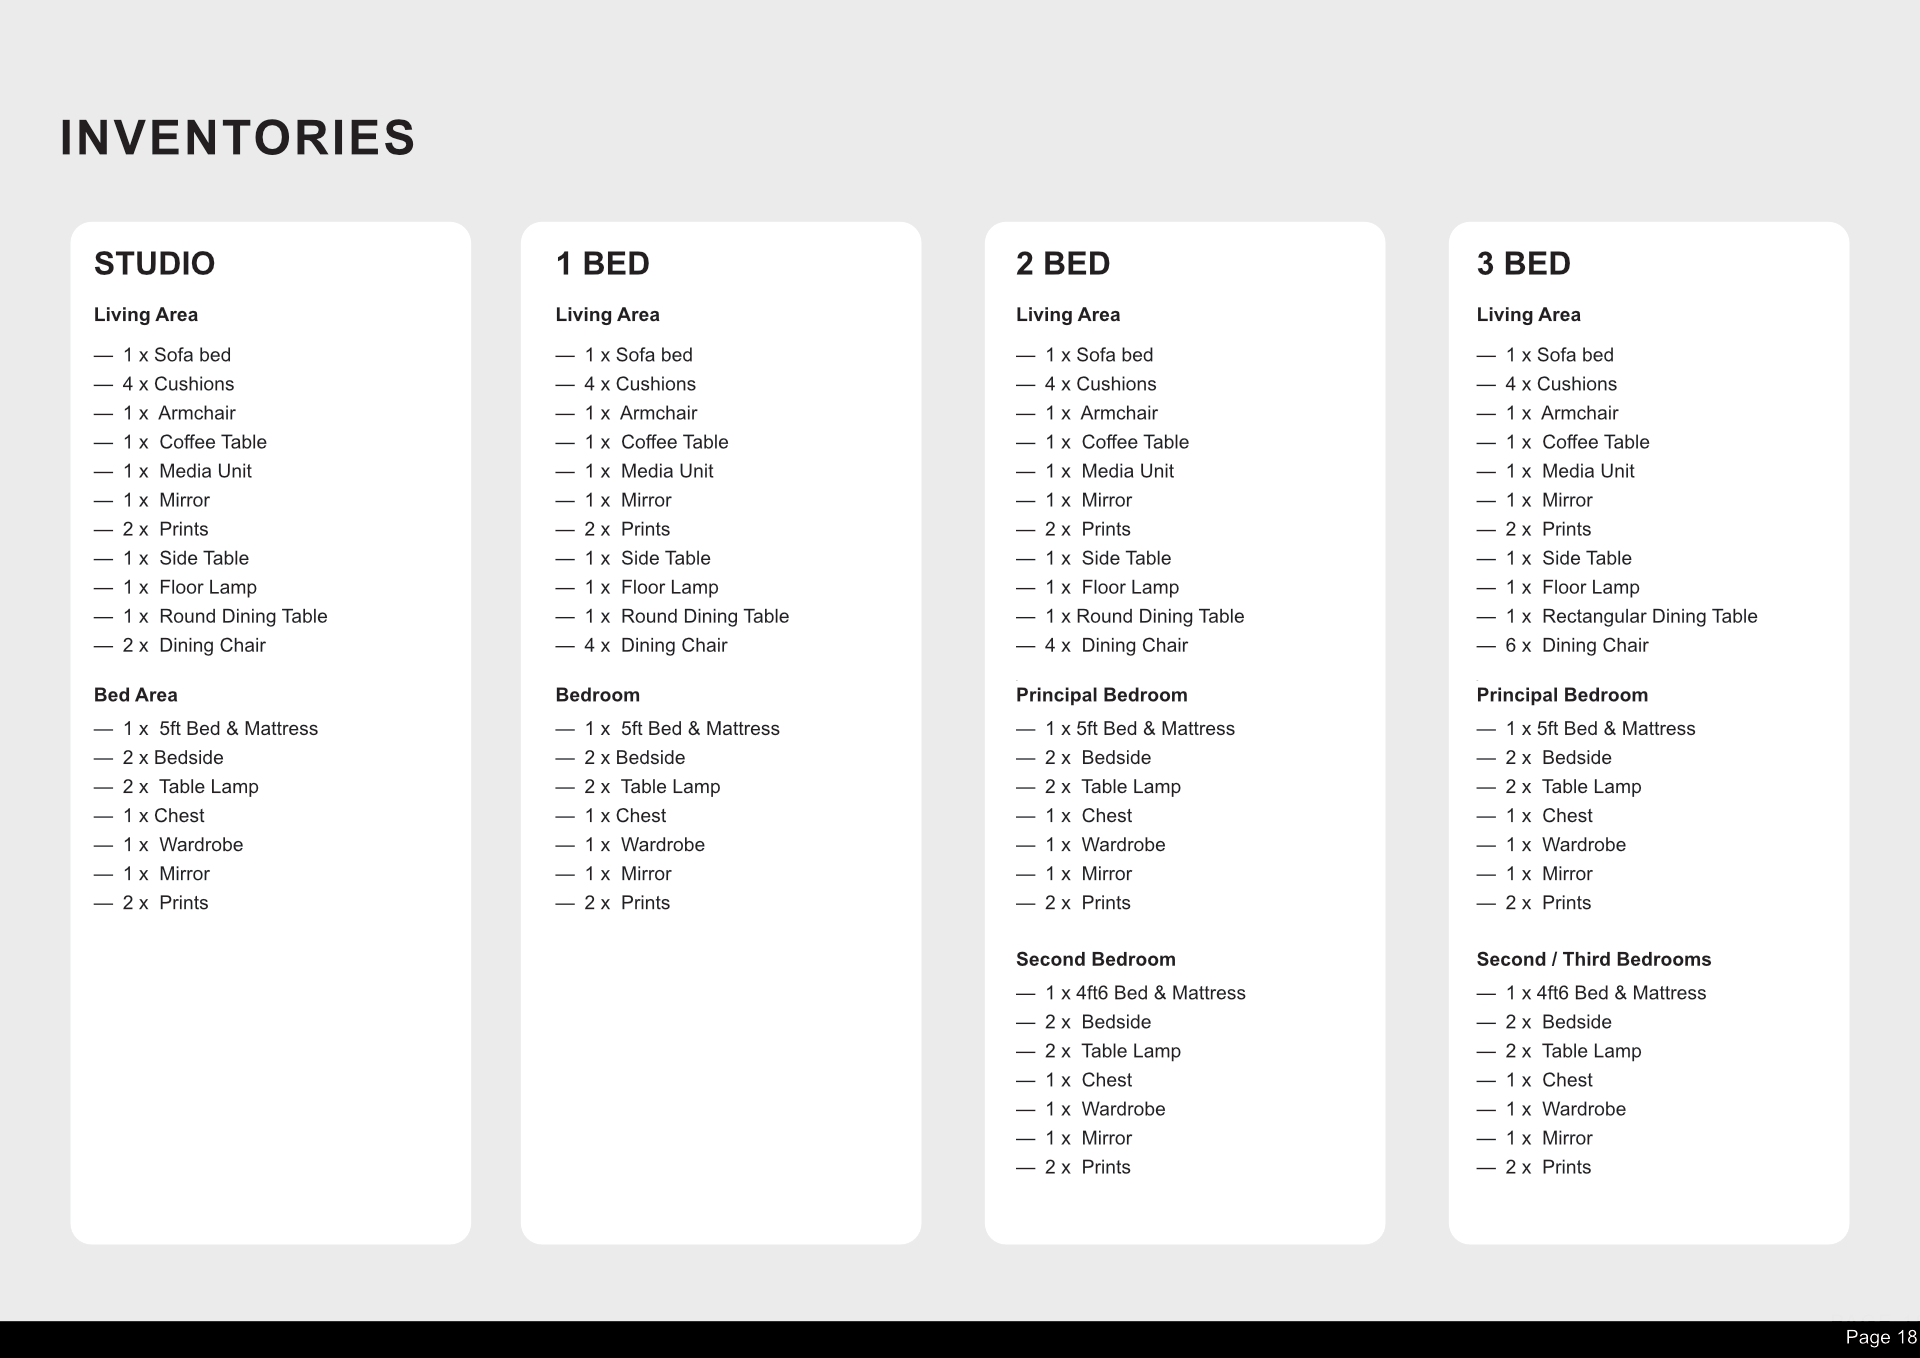 INVENTORIES
STUDIO
Living Area
— 1 x Sofa bed
— 4 x Cushions
— 1 x Armchair
— 1 x Coffee Table
— 1 x Media Unit
— 1 x Mirror
— 2 x Prints
— 1 x Side Table
— 1 x Floor Lamp
— 1 x Round Dining Table
— 2 x Dining Chair
Bed Area
— 1 x 5ft Bed & Mattress
— 2 x Bedside
— 2 x Table Lamp
— 1 x Chest
— 1 x Wardrobe
— 1 x Mirror
— 2 x Prints
1 BED
Living Area
— 1 x Sofa bed
— 4 x Cushions
— 1 x Armchair
— 1 x Coffee Table
— 1 x Media Unit
— 1 x Mirror
— 2 x Prints
— 1 x Side Table
— 1 x Floor Lamp
— 1 x Round Dining Table
— 4 x Dining Chair
Bedroom
— 1 x 5ft Bed & Mattress
— 2 x Bedside
— 2 x Table Lamp
— 1 x Chest
— 1 x Wardrobe
— 1 x Mirror
— 2 x Prints
2 BED
Living Area
— 1 x Sofa bed
— 4 x Cushions
— 1 x Armchair
— 1 x Coffee Table
— 1 x Media Unit
— 1 x Mirror
— 2 x Prints
— 1 x Side Table
— 1 x Floor Lamp
— 1 x Round Dining Table
— 4 x Dining Chair
Principal Bedroom
— 1 x 5ft Bed & Mattress
— 2 x Bedside
— 2 x Table Lamp
— 1 x Chest
— 1 x Wardrobe
— 1 x Mirror
— 2 x Prints
Second Bedroom
— 1 x 4ft6 Bed & Mattress
— 2 x Bedside
— 2 x Table Lamp
— 1 x Chest
— 1 x Wardrobe
— 1 x Mirror
— 2 x Prints
3 BED
Living Area
— 1 x Sofa bed
— 4 x Cushions
— 1 x Armchair
— 1 x Coffee Table
— 1 x Media Unit
— 1 x Mirror
— 2 x Prints
— 1 x Side Table
— 1 x Floor Lamp
— 1 x Rectangular Dining Table
— 6 x Dining Chair
Principal Bedroom
— 1 x 5ft Bed & Mattress
— 2 x Bedside
— 2 x Table Lamp
— 1 x Chest
— 1 x Wardrobe
— 1 x Mirror
— 2 x Prints
Second / Third Bedrooms
— 1 x 4ft6 Bed & Mattress
— 2 x Bedside
— 2 x Table Lamp
— 1 x Chest
— 1 x Wardrobe
— 1 x Mirror
— 2 x Prints
Page 18